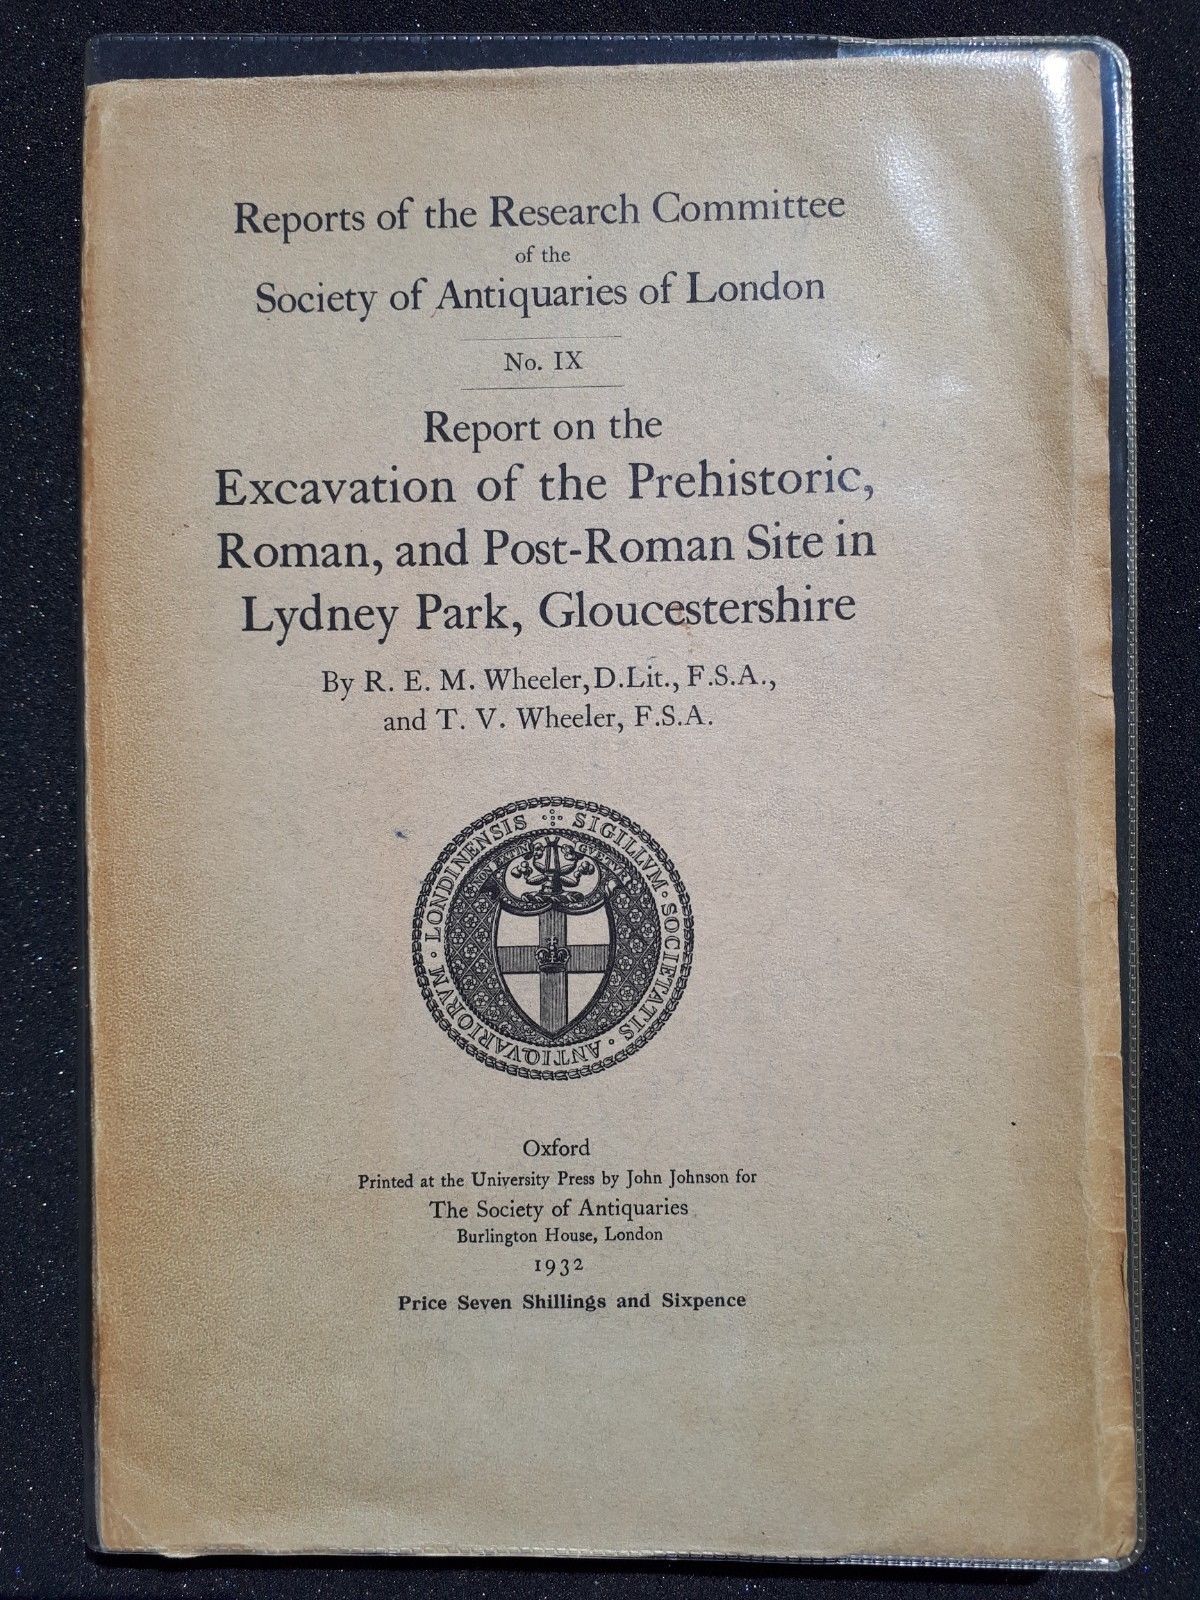 Reports of the Research Committee
of the
Society of Antiquaries of London
No. IX
Report on the
Excavation of the Prehistoric,
Roman, and Post-Roman Site in
Lydney Park, Gloucestershire
By R. E. M. Wheeler, D.Lit., F.S.A.,
and T. V. Wheeler, F.S.A.
SIGILLVM · SOCIETATIS · ANTIQVARIORVM · LONDINENSIS
NON EXTINGVETVR
Oxford
Printed at the University Press by John Johnson for
The Society of Antiquaries
Burlington House, London
1932
Price Seven Shillings and Sixpence